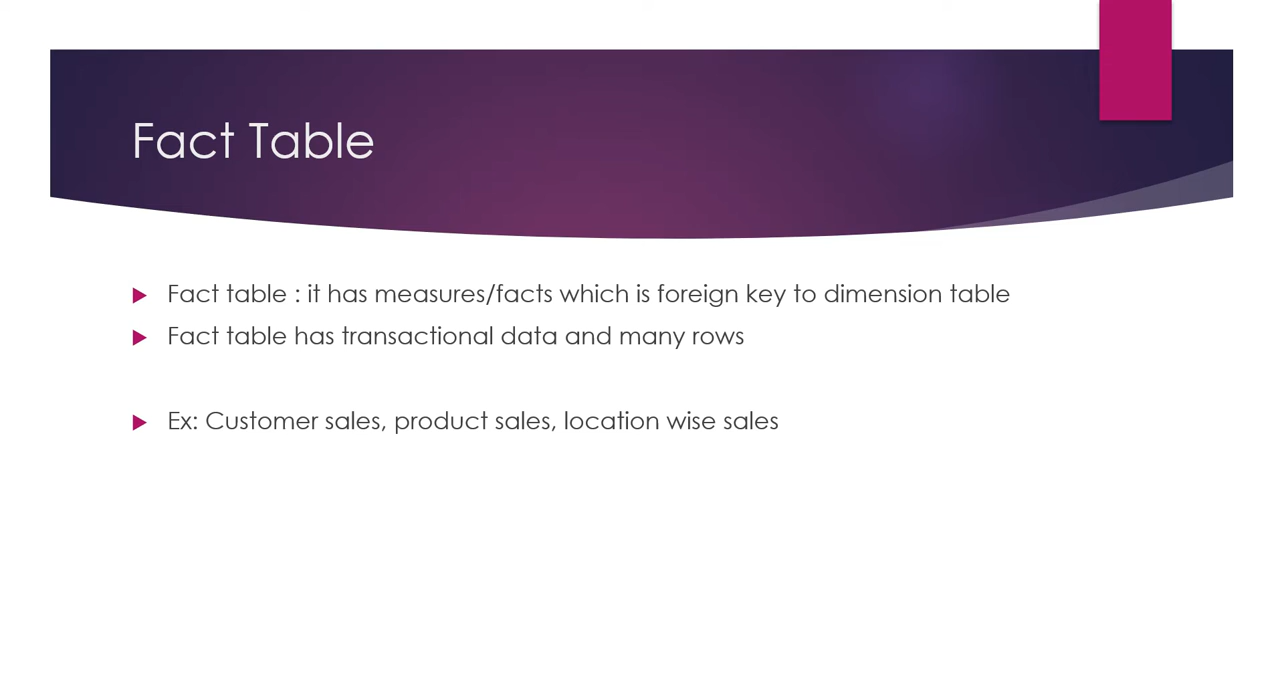 Fact Table
Fact table : it has measures/facts which is foreign key to dimension table
Fact table has transactional data and many rows
Ex: Customer sales, product sales, location wise sales